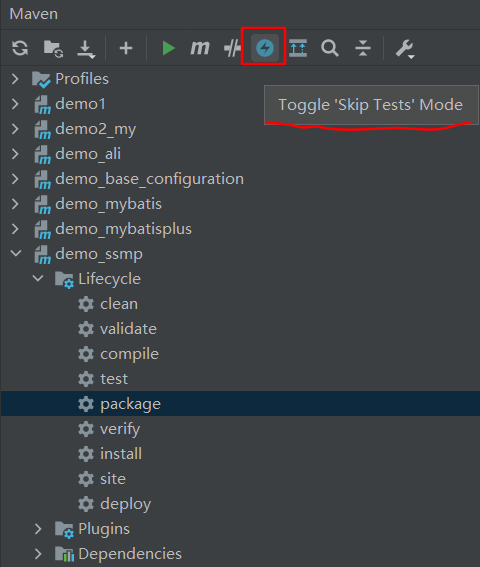 Maven
m
Toggle 'Skip Tests' Mode
Profiles
demo1
demo2_my
demo_ali
demo_base_configuration
demo_mybatis
demo_mybatisplus
demo_ssmp
Lifecycle
clean
validate
compile
test
package
verify
install
site
deploy
Plugins
Dependencies